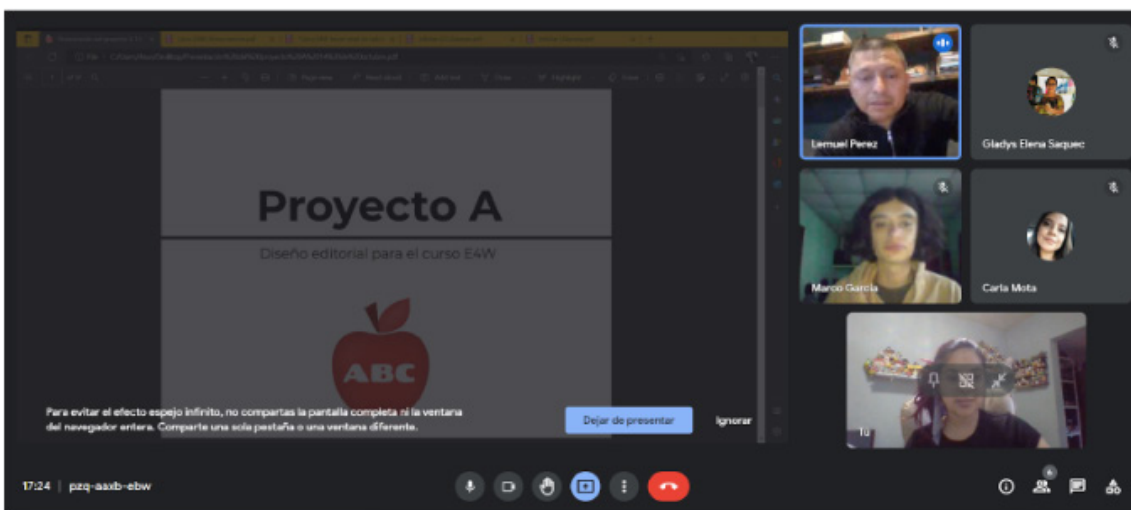 Proyecto A
Diseño editorial para el curso E4W
ABC
Para evitar el efecto espejo infinito, no compartas la pantalla completa ni la ventana
del navegador entera. Comparte una sola pestaña o una ventana diferente.
Dejar de presentar
Ignorar
Lemuel Perez
Gladys Elena Saquec
Marco García
Carla Mota
Tú
17:24 | pzq-aaxb-ebw
6